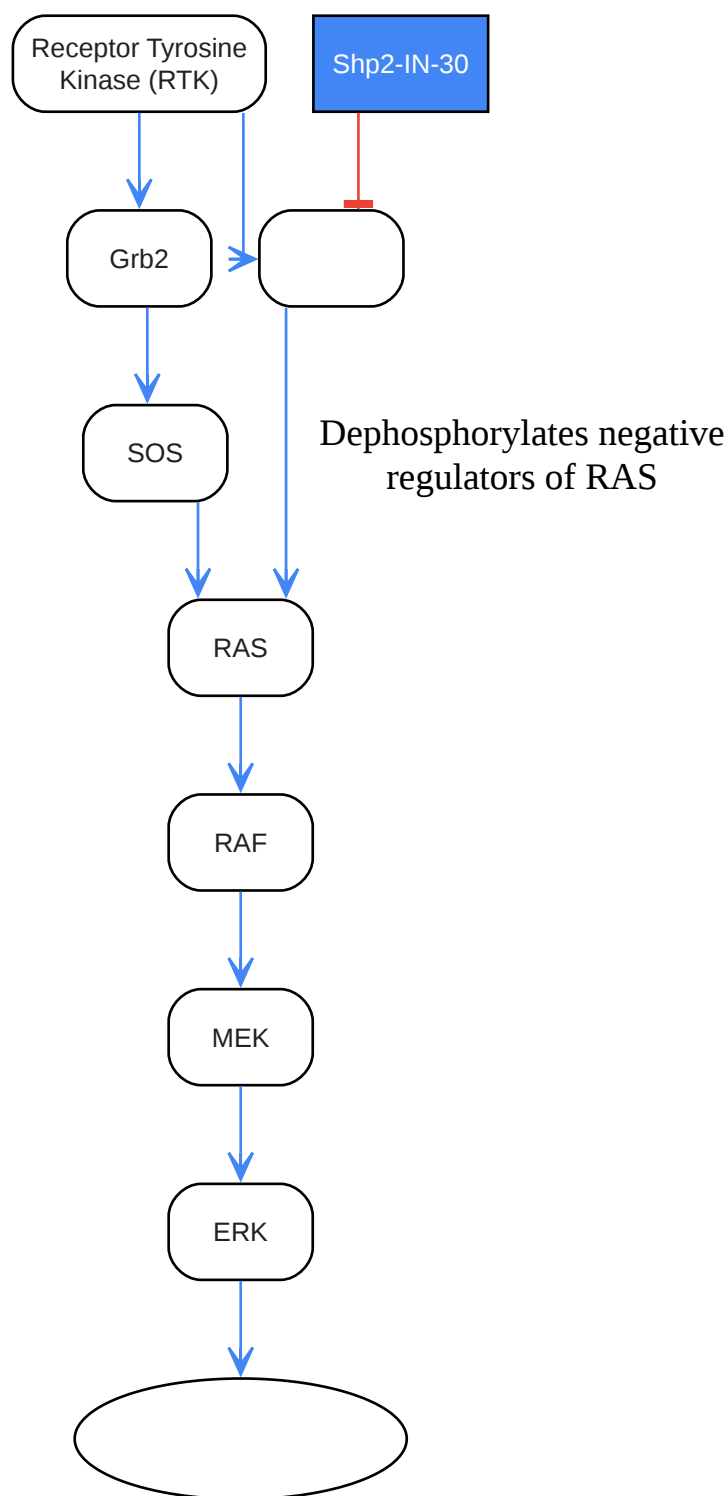 Receptor Tyrosine
Kinase (RTK)
Shp2-IN-30
Grb2
SOS
Dephosphorylates negative
regulators of RAS
RAS
RAF
MEK
ERK